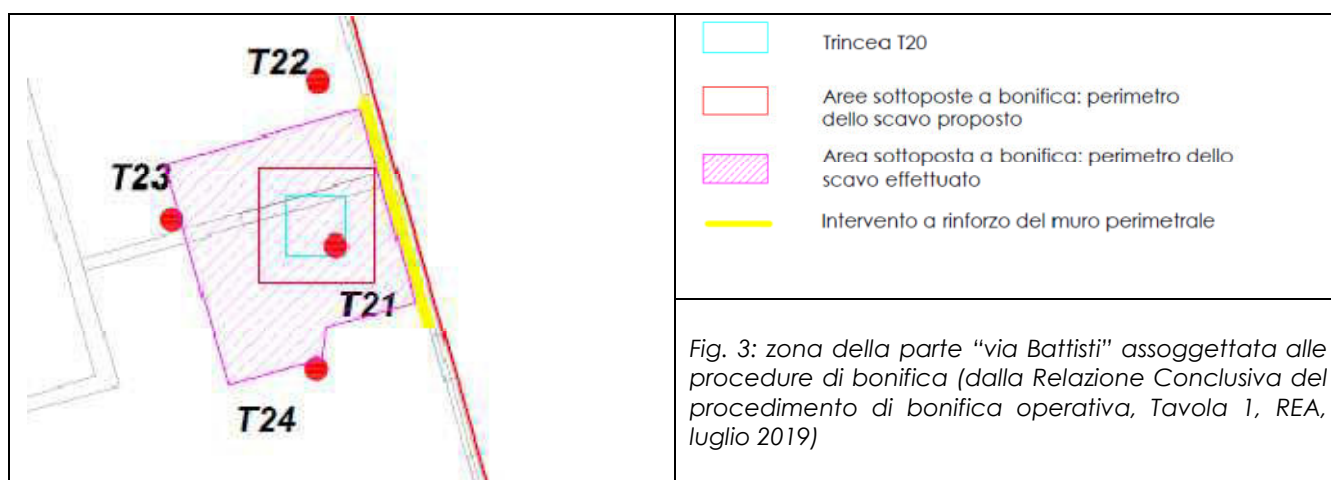 T22
T23
T21
T24
Trincea T20
Aree sottoposte a bonifica: perimetro
dello scavo proposto
Area sottoposta a bonifica: perimetro dello
scavo effettuato
Intervento a rinforzo del muro perimetrale
Fig. 3: zona della parte “via Battisti” assoggettata alle
procedure di bonifica (dalla Relazione Conclusiva del
procedimento di bonifica operativa, Tavola 1, REA,
luglio 2019)